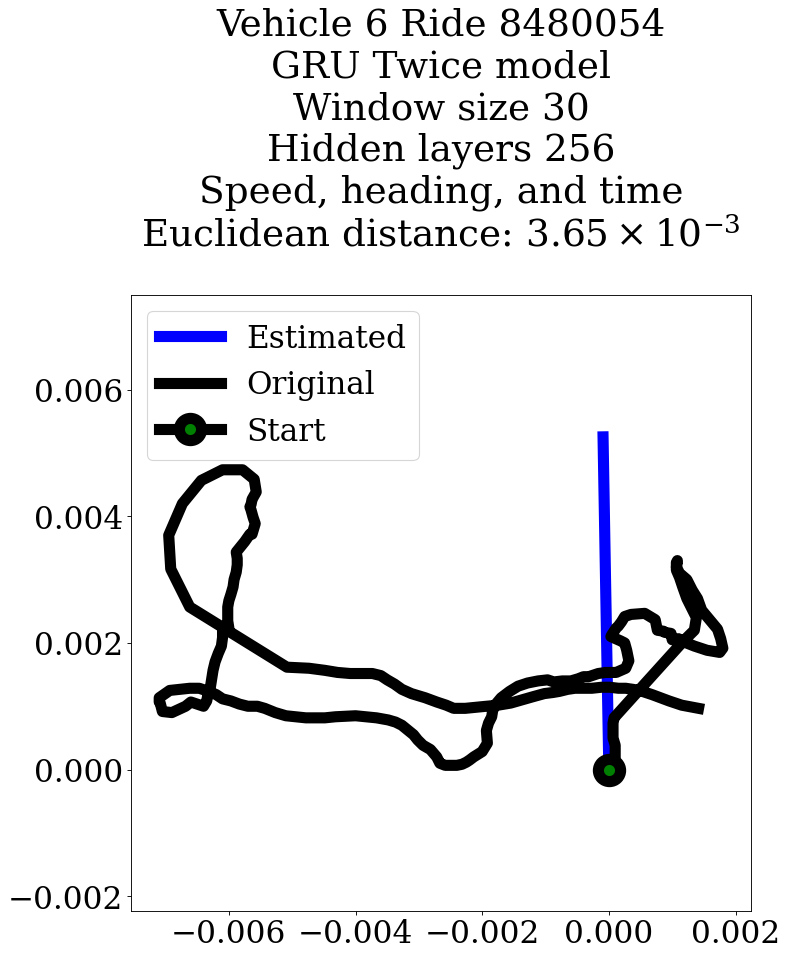 Vehicle 6 Ride 8480054
GRU Twice model
Window size 30
Hidden layers 256
Speed, heading, and time
Euclidean distance: 3.65 × 10⁻³
Estimated
Original
Start
0.006
0.004
0.002
0.000
−0.002
−0.006
−0.004
−0.002
0.000
0.002